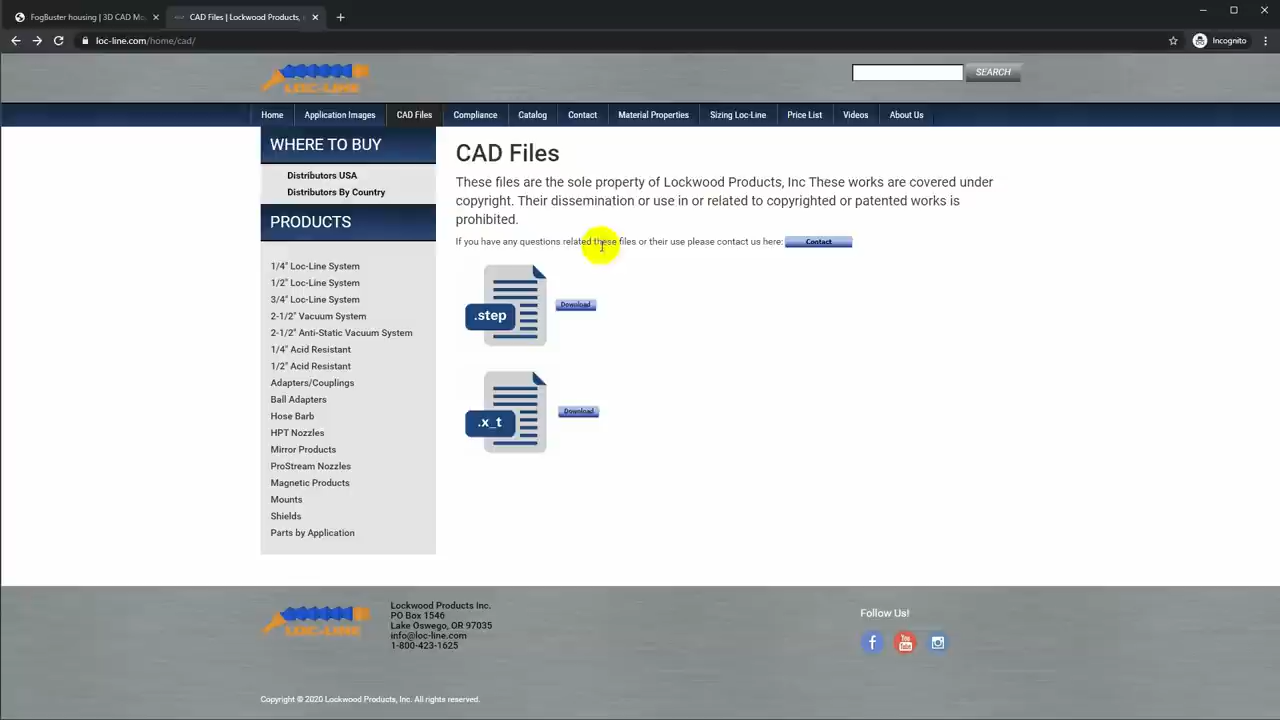 FogBuster housing | 3D CAD Mo
CAD Files | Lockwood Products,
loc-line.com/home/cad/
Incognito
LOC-LINE
SEARCH
Home Application Images CAD Files Compliance Catalog Contact Material Properties Sizing Loc-Line Price List Videos About Us
WHERE TO BUY
Distributors USA
Distributors By Country
PRODUCTS
1/4" Loc-Line System
1/2" Loc-Line System
3/4" Loc-Line System
2-1/2" Vacuum System
2-1/2" Anti-Static Vacuum System
1/4" Acid Resistant
1/2" Acid Resistant
Adapters/Couplings
Ball Adapters
Hose Barb
HPT Nozzles
Mirror Products
ProStream Nozzles
Magnetic Products
Mounts
Shields
Parts by Application
CAD Files
These files are the sole property of Lockwood Products, Inc These works are covered under
copyright. Their dissemination or use in or related to copyrighted or patented works is
prohibited.
If you have any questions related these files or their use please contact us here: Contact
.step Download
.x_t Download
LOC-LINE
Lockwood Products Inc.
PO Box 1546
Lake Oswego, OR 97035
info@loc-line.com
1-800-423-1625
Follow Us!
f You Tube
Copyright © 2020 Lockwood Products, Inc. All rights reserved.